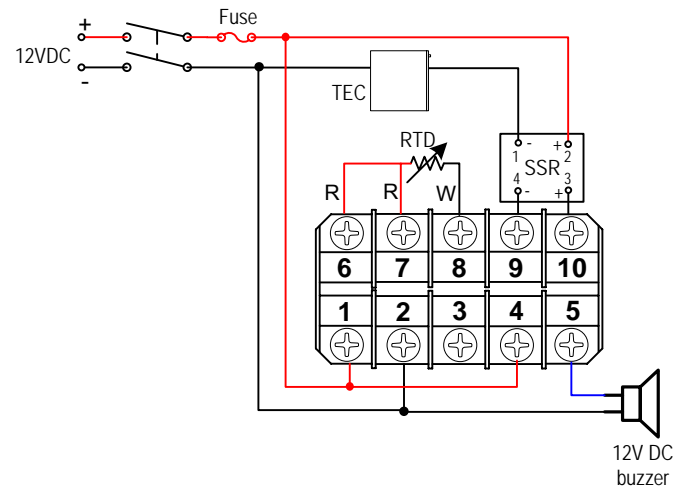 Fuse
+
12VDC
-
TEC
RTD
1 - + 2
SSR
4 - + 3
R R W
6 7 8 9 10
1 2 3 4 5
12V DC
buzzer